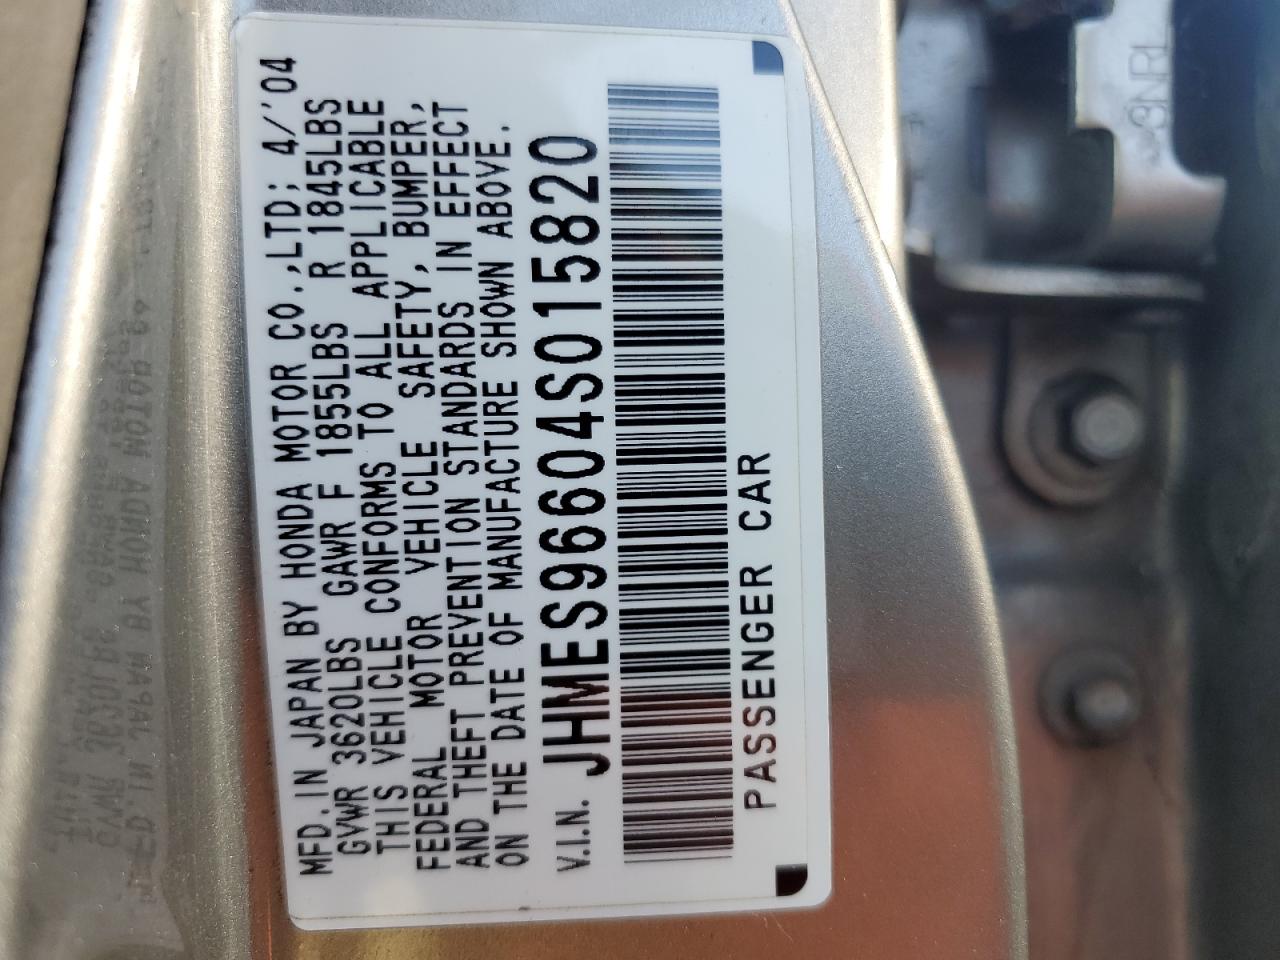 MFD. IN JAPAN BY HONDA MOTOR CO.,LTD; 4/'04
GVWR 3620LBS GAWR F 1855LBS R 1845LBS
THIS VEHICLE CONFORMS TO ALL APPLICABLE
FEDERAL MOTOR VEHICLE SAFETY, BUMPER,
AND THEFT PREVENTION STANDARDS IN EFFECT
ON THE DATE OF MANUFACTURE SHOWN ABOVE.
V.I.N. JHMES96604S015820
PASSENGER CAR